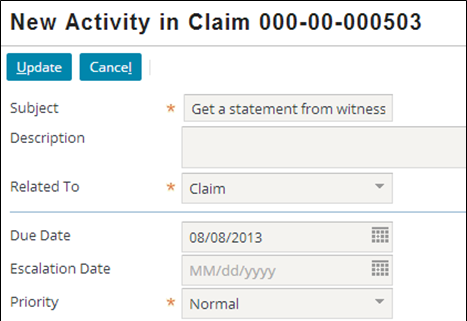 New Activity in Claim 000-00-000503
Update Cancel
Subject * Get a statement from witness
Description
Related To * Claim
Due Date 08/08/2013
Escalation Date MM/dd/yyyy
Priority * Normal